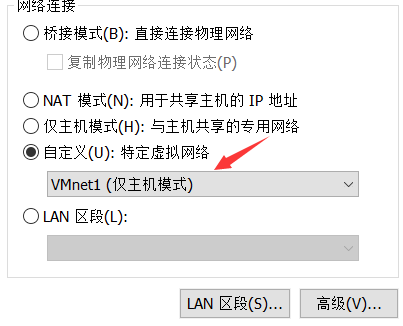 网络连接
桥接模式(B): 直接连接物理网络
复制物理网络连接状态(P)
NAT 模式(N): 用于共享主机的 IP 地址
仅主机模式(H): 与主机共享的专用网络
自定义(U): 特定虚拟网络
VMnet1 (仅主机模式)
LAN 区段(L):
LAN 区段(S)... 高级(V)...